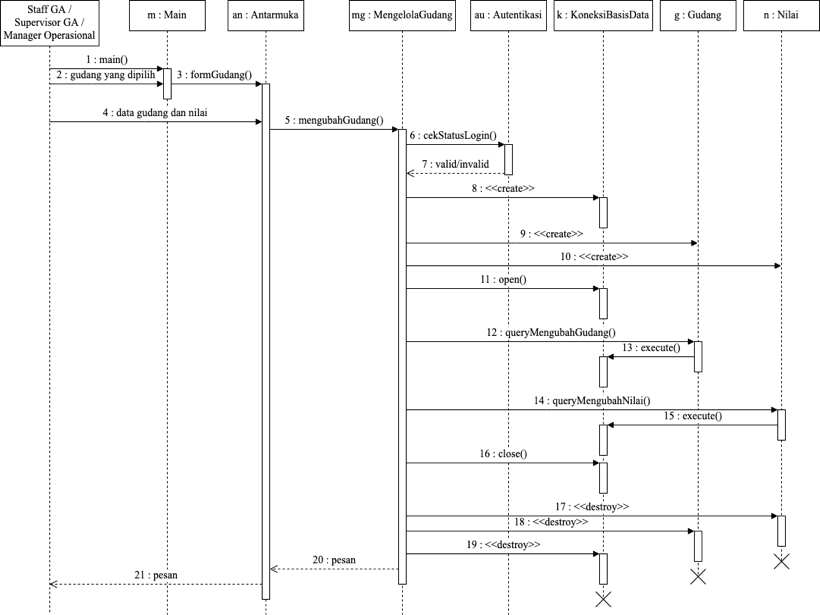 Staff GA /
Supervisor GA /
Manager Operasional
m : Main
an : Antarmuka
mg : MengelolaGudang
au : Autentikasi
k : KoneksiBasisData
g : Gudang
n : Nilai
1 : main()
2 : gudang yang dipilih
3 : formGudang()
4 : data gudang dan nilai
5 : mengubahGudang()
6 : cekStatusLogin()
7 : valid/invalid
8 : <<create>>
9 : <<create>>
10 : <<create>>
11 : open()
12 : queryMengubahGudang()
13 : execute()
14 : queryMengubahNilai()
15 : execute()
16 : close()
17 : <<destroy>>
18 : <<destroy>>
19 : <<destroy>>
20 : pesan
21 : pesan